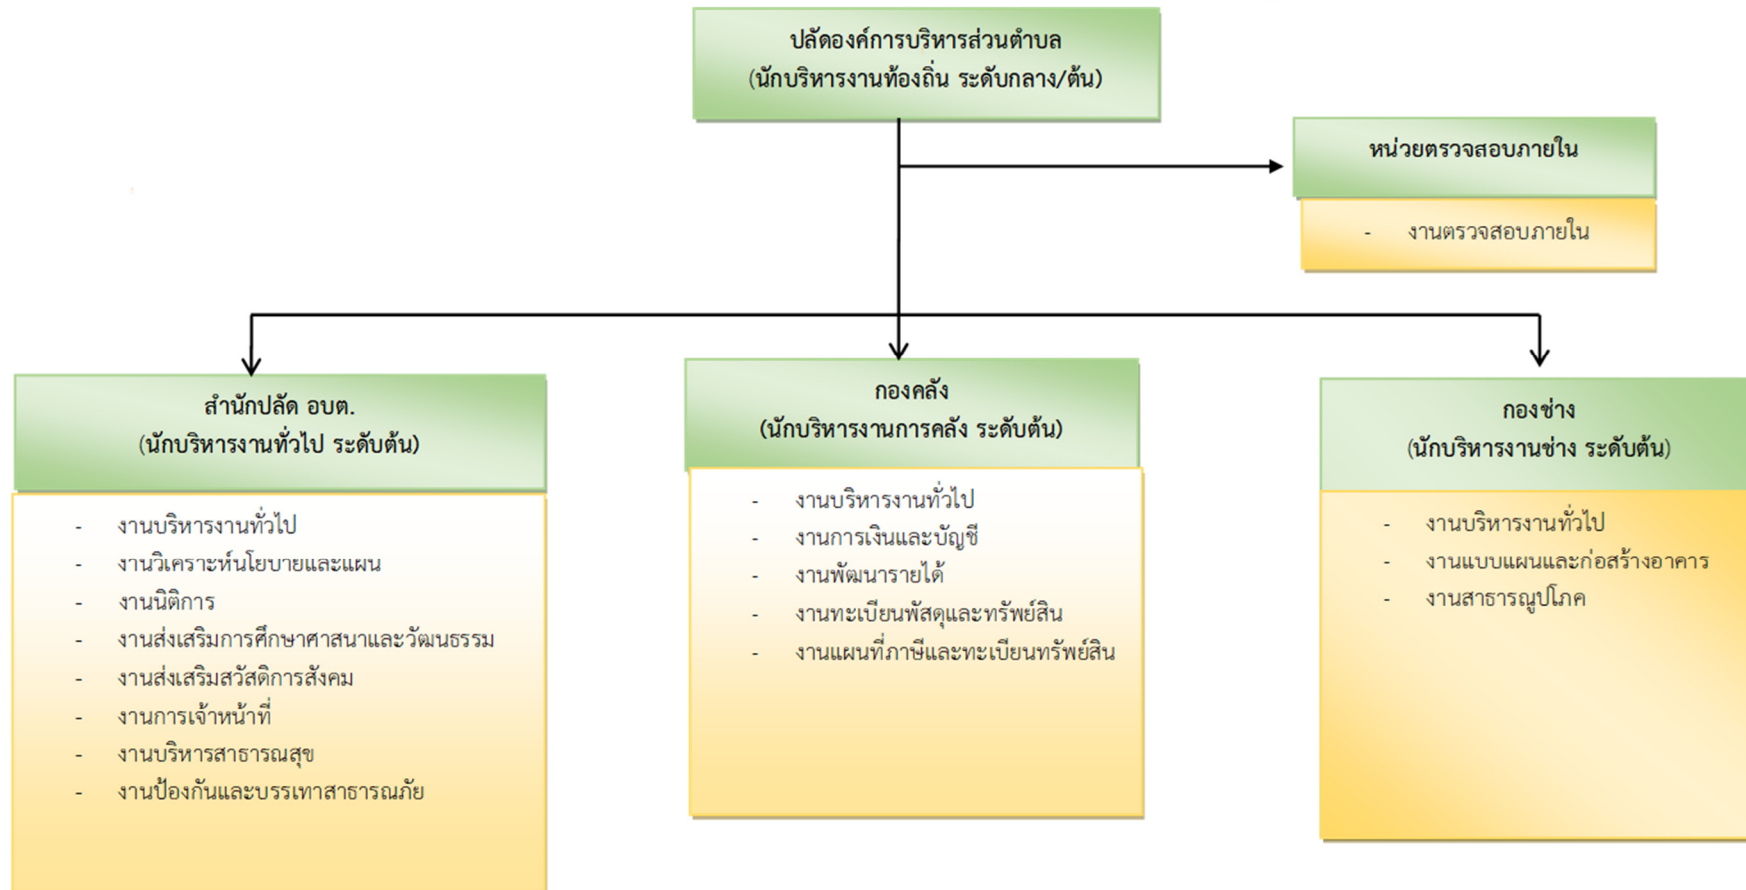 ปลัดองค์การบริหารส่วนตำบล
(นักบริหารงานท้องถิ่น ระดับกลาง/ต้น)
หน่วยตรวจสอบภายใน
- งานตรวจสอบภายใน
สำนักปลัด อบต.
(นักบริหารงานทั่วไป ระดับต้น)
- งานบริหารงานทั่วไป
- งานวิเคราะห์นโยบายและแผน
- งานนิติการ
- งานส่งเสริมการศึกษาศาสนาและวัฒนธรรม
- งานส่งเสริมสวัสดิการสังคม
- งานการเจ้าหน้าที่
- งานบริหารสาธารณสุข
- งานป้องกันและบรรเทาสาธารณภัย
กองคลัง
(นักบริหารงานการคลัง ระดับต้น)
- งานบริหารงานทั่วไป
- งานการเงินและบัญชี
- งานพัฒนารายได้
- งานทะเบียนพัสดุและทรัพย์สิน
- งานแผนที่ภาษีและทะเบียนทรัพย์สิน
กองช่าง
(นักบริหารงานช่าง ระดับต้น)
- งานบริหารงานทั่วไป
- งานแบบแผนและก่อสร้างอาคาร
- งานสาธารณูปโภค